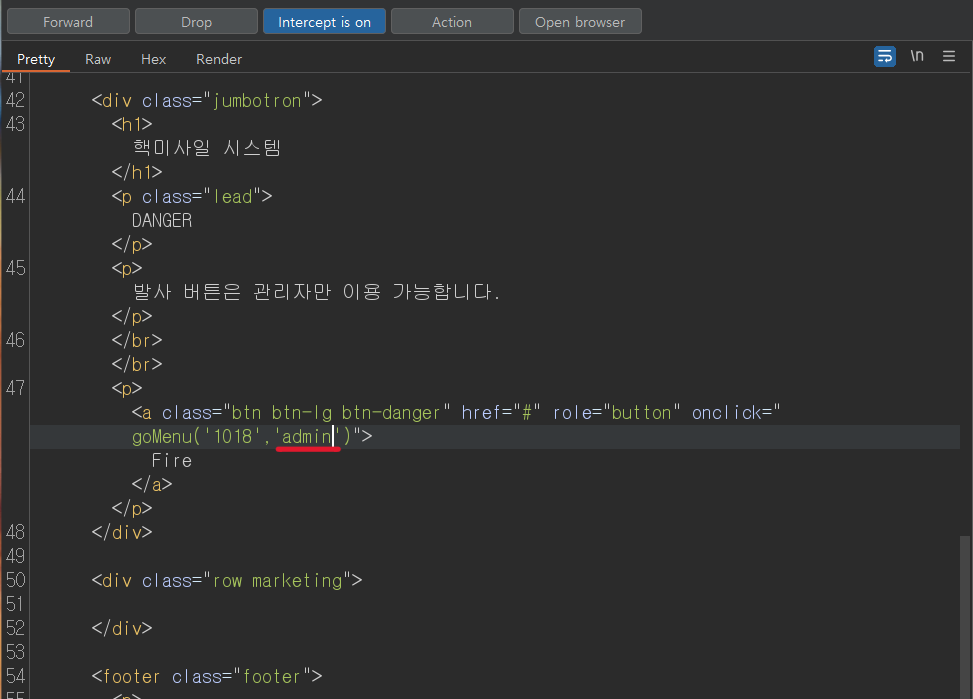 Forward Drop Intercept is on Action Open browser
Pretty Raw Hex Render \n
41
42 <div class="jumbotron">
43 <h1>
핵미사일 시스템
</h1>
44 <p class="lead">
DANGER
</p>
45 <p>
발사 버튼은 관리자만 이용 가능합니다.
</p>
46 </br>
</br>
47 <p>
<a class="btn btn-lg btn-danger" href="#" role="button" onclick="
goMenu('1018','admin')">
Fire
</a>
</p>
48 </div>
49
50 <div class="row marketing">
51
52 </div>
53
54 <footer class="footer">
55 <p>